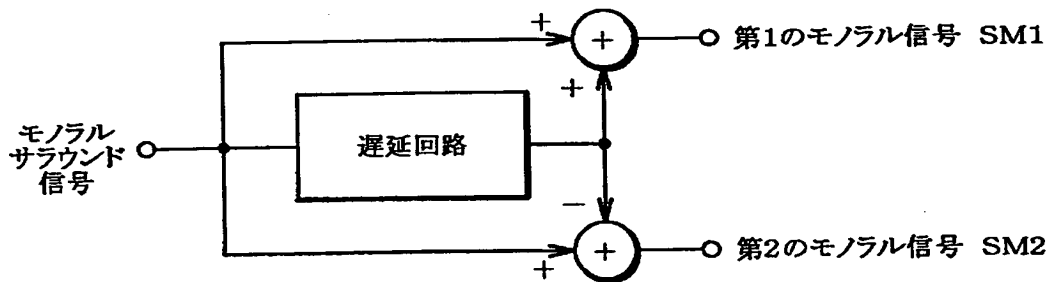 +
+
第1のモノラル信号 SM1
+
モノラル
サラウンド
信号
遅延回路
−
+
第2のモノラル信号 SM2
+